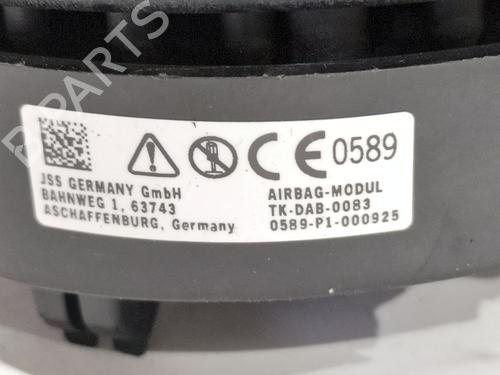 B-PARTS
CE 0589
JSS GERMANY GmbH
BAHNWEG 1, 63743
ASCHAFFENBURG, Germany
AIRBAG-MODUL
TK-DAB-0083
0589-P1-000925